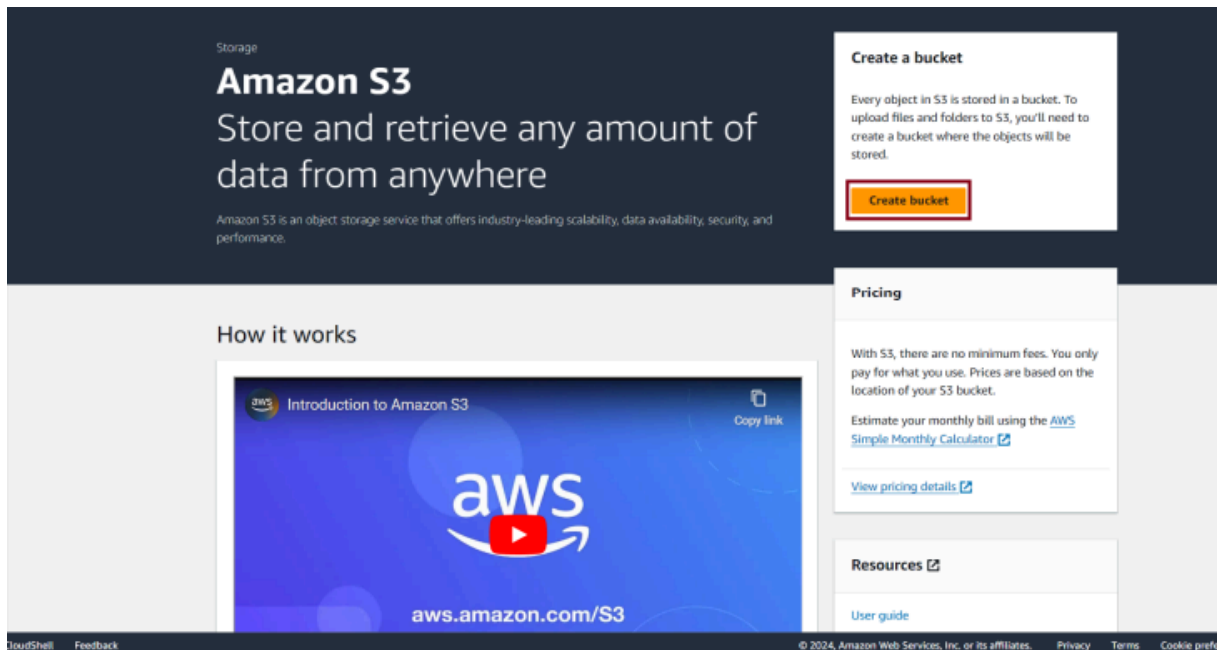 Storage
Amazon S3
Store and retrieve any amount of
data from anywhere
Amazon S3 is an object storage service that offers industry-leading scalability, data availability, security, and
performance.
Create a bucket
Every object in S3 is stored in a bucket. To
upload files and folders to S3, you'll need to
create a bucket where the objects will be
stored.
Create bucket
Pricing
With S3, there are no minimum fees. You only
pay for what you use. Prices are based on the
location of your S3 bucket.
Estimate your monthly bill using the AWS
Simple Monthly Calculator
View pricing details
How it works
aws
Introduction to Amazon S3
Copy link
aws
aws.amazon.com/S3
Resources
User guide
CloudShell Feedback
© 2024, Amazon Web Services, Inc. or its affiliates. Privacy Terms Cookie prefe